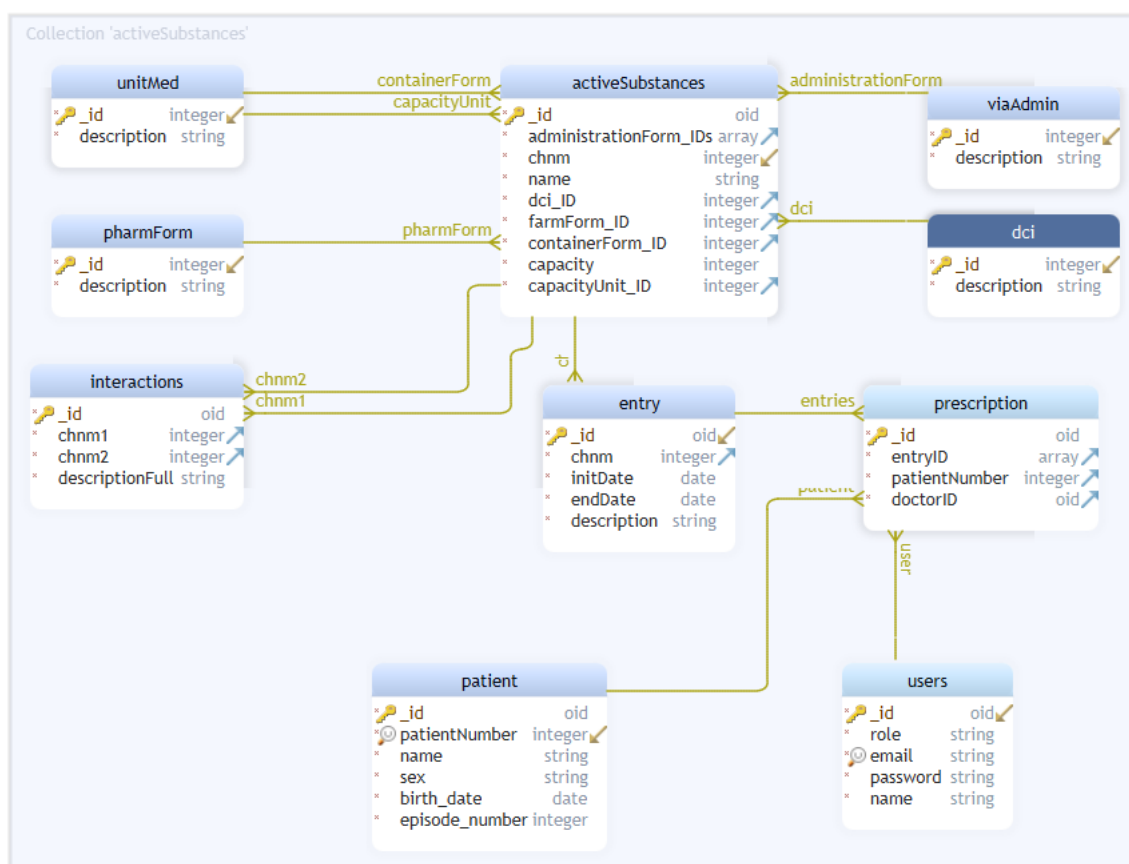 Collection 'activeSubstances'
unitMed
_id integer
description string
containerForm
capacityUnit
activeSubstances
_id oid
administrationForm_IDs array
chnm integer
name string
dci_ID integer
farmForm_ID integer
containerForm_ID integer
capacity integer
capacityUnit_ID integer
administrationForm
viaAdmin
_id integer
description string
pharmForm
_id integer
description string
pharmForm
dci
dci
_id integer
description string
interactions
_id oid
chnm1 integer
chnm2 integer
descriptionFull string
chnm2
chnm1
entry
_id oid
chnm integer
initDate date
endDate date
description string
entries
prescription
_id oid
entryID array
patientNumber integer
doctorID oid
patient
user
patient
_id oid
patientNumber integer
name string
sex string
birth_date date
episode_number integer
users
_id oid
role string
email string
password string
name string